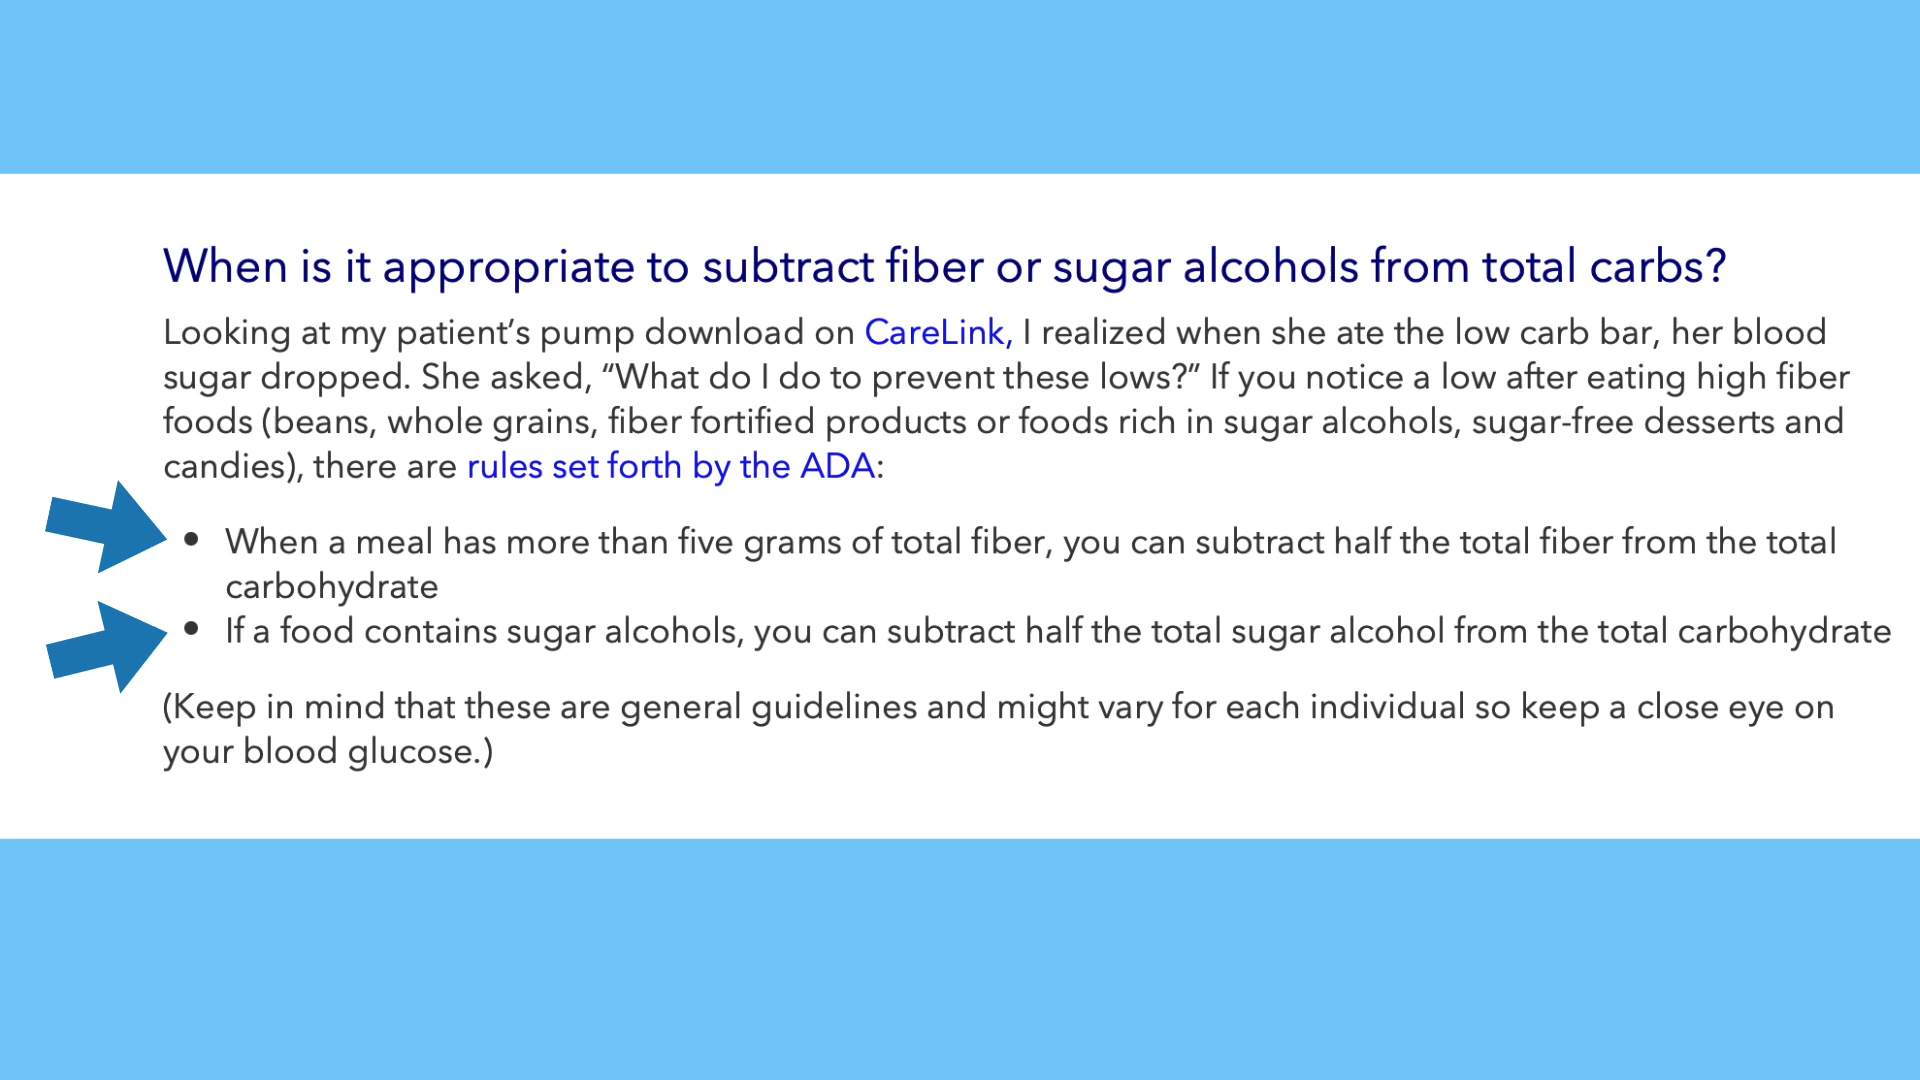 When is it appropriate to subtract fiber or sugar alcohols from total carbs?
Looking at my patient’s pump download on CareLink, I realized when she ate the low carb bar, her blood
sugar dropped. She asked, “What do I do to prevent these lows?” If you notice a low after eating high fiber
foods (beans, whole grains, fiber fortified products or foods rich in sugar alcohols, sugar-free desserts and
candies), there are rules set forth by the ADA:
• When a meal has more than five grams of total fiber, you can subtract half the total fiber from the total
carbohydrate
• If a food contains sugar alcohols, you can subtract half the total sugar alcohol from the total carbohydrate
(Keep in mind that these are general guidelines and might vary for each individual so keep a close eye on
your blood glucose.)